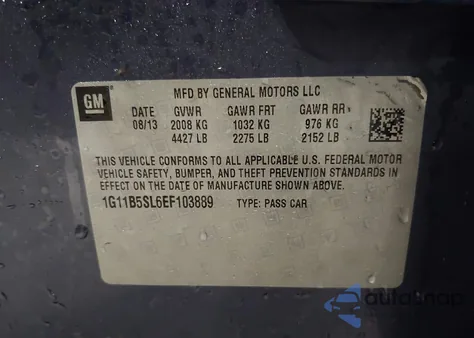 GM
MFD BY GENERAL MOTORS LLC
DATE GVWR GAWR FRT GAWR RR
08/13 2008 KG 1032 KG 976 KG
4427 LB 2275 LB 2152 LB
THIS VEHICLE CONFORMS TO ALL APPLICABLE U.S. FEDERAL MOTOR
VEHICLE SAFETY, BUMPER, AND THEFT PREVENTION STANDARDS IN
EFFECT ON THE DATE OF MANUFACTURE SHOWN ABOVE.
1G11B5SL6EF103889 TYPE: PASS CAR
autosnap